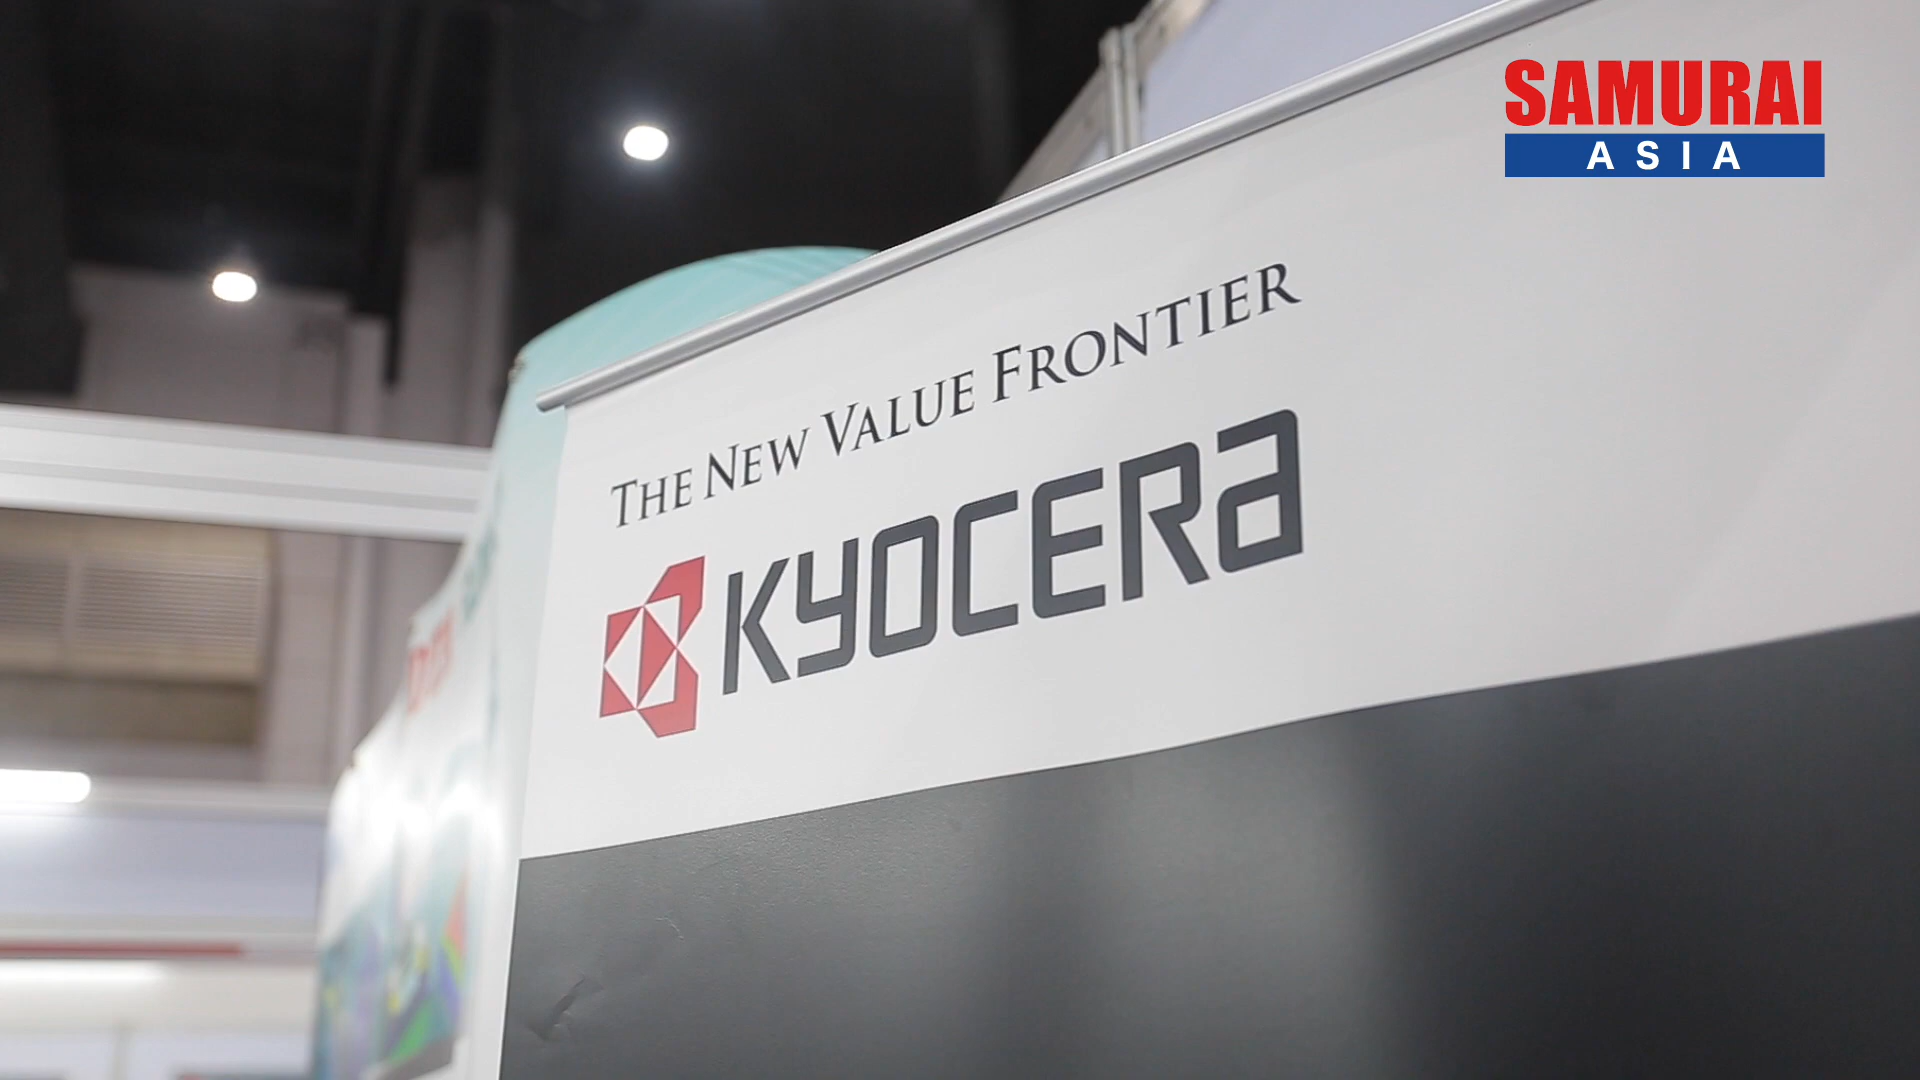 SAMURAI
ASIA
THE NEW VALUE FRONTIER
KYOCERA